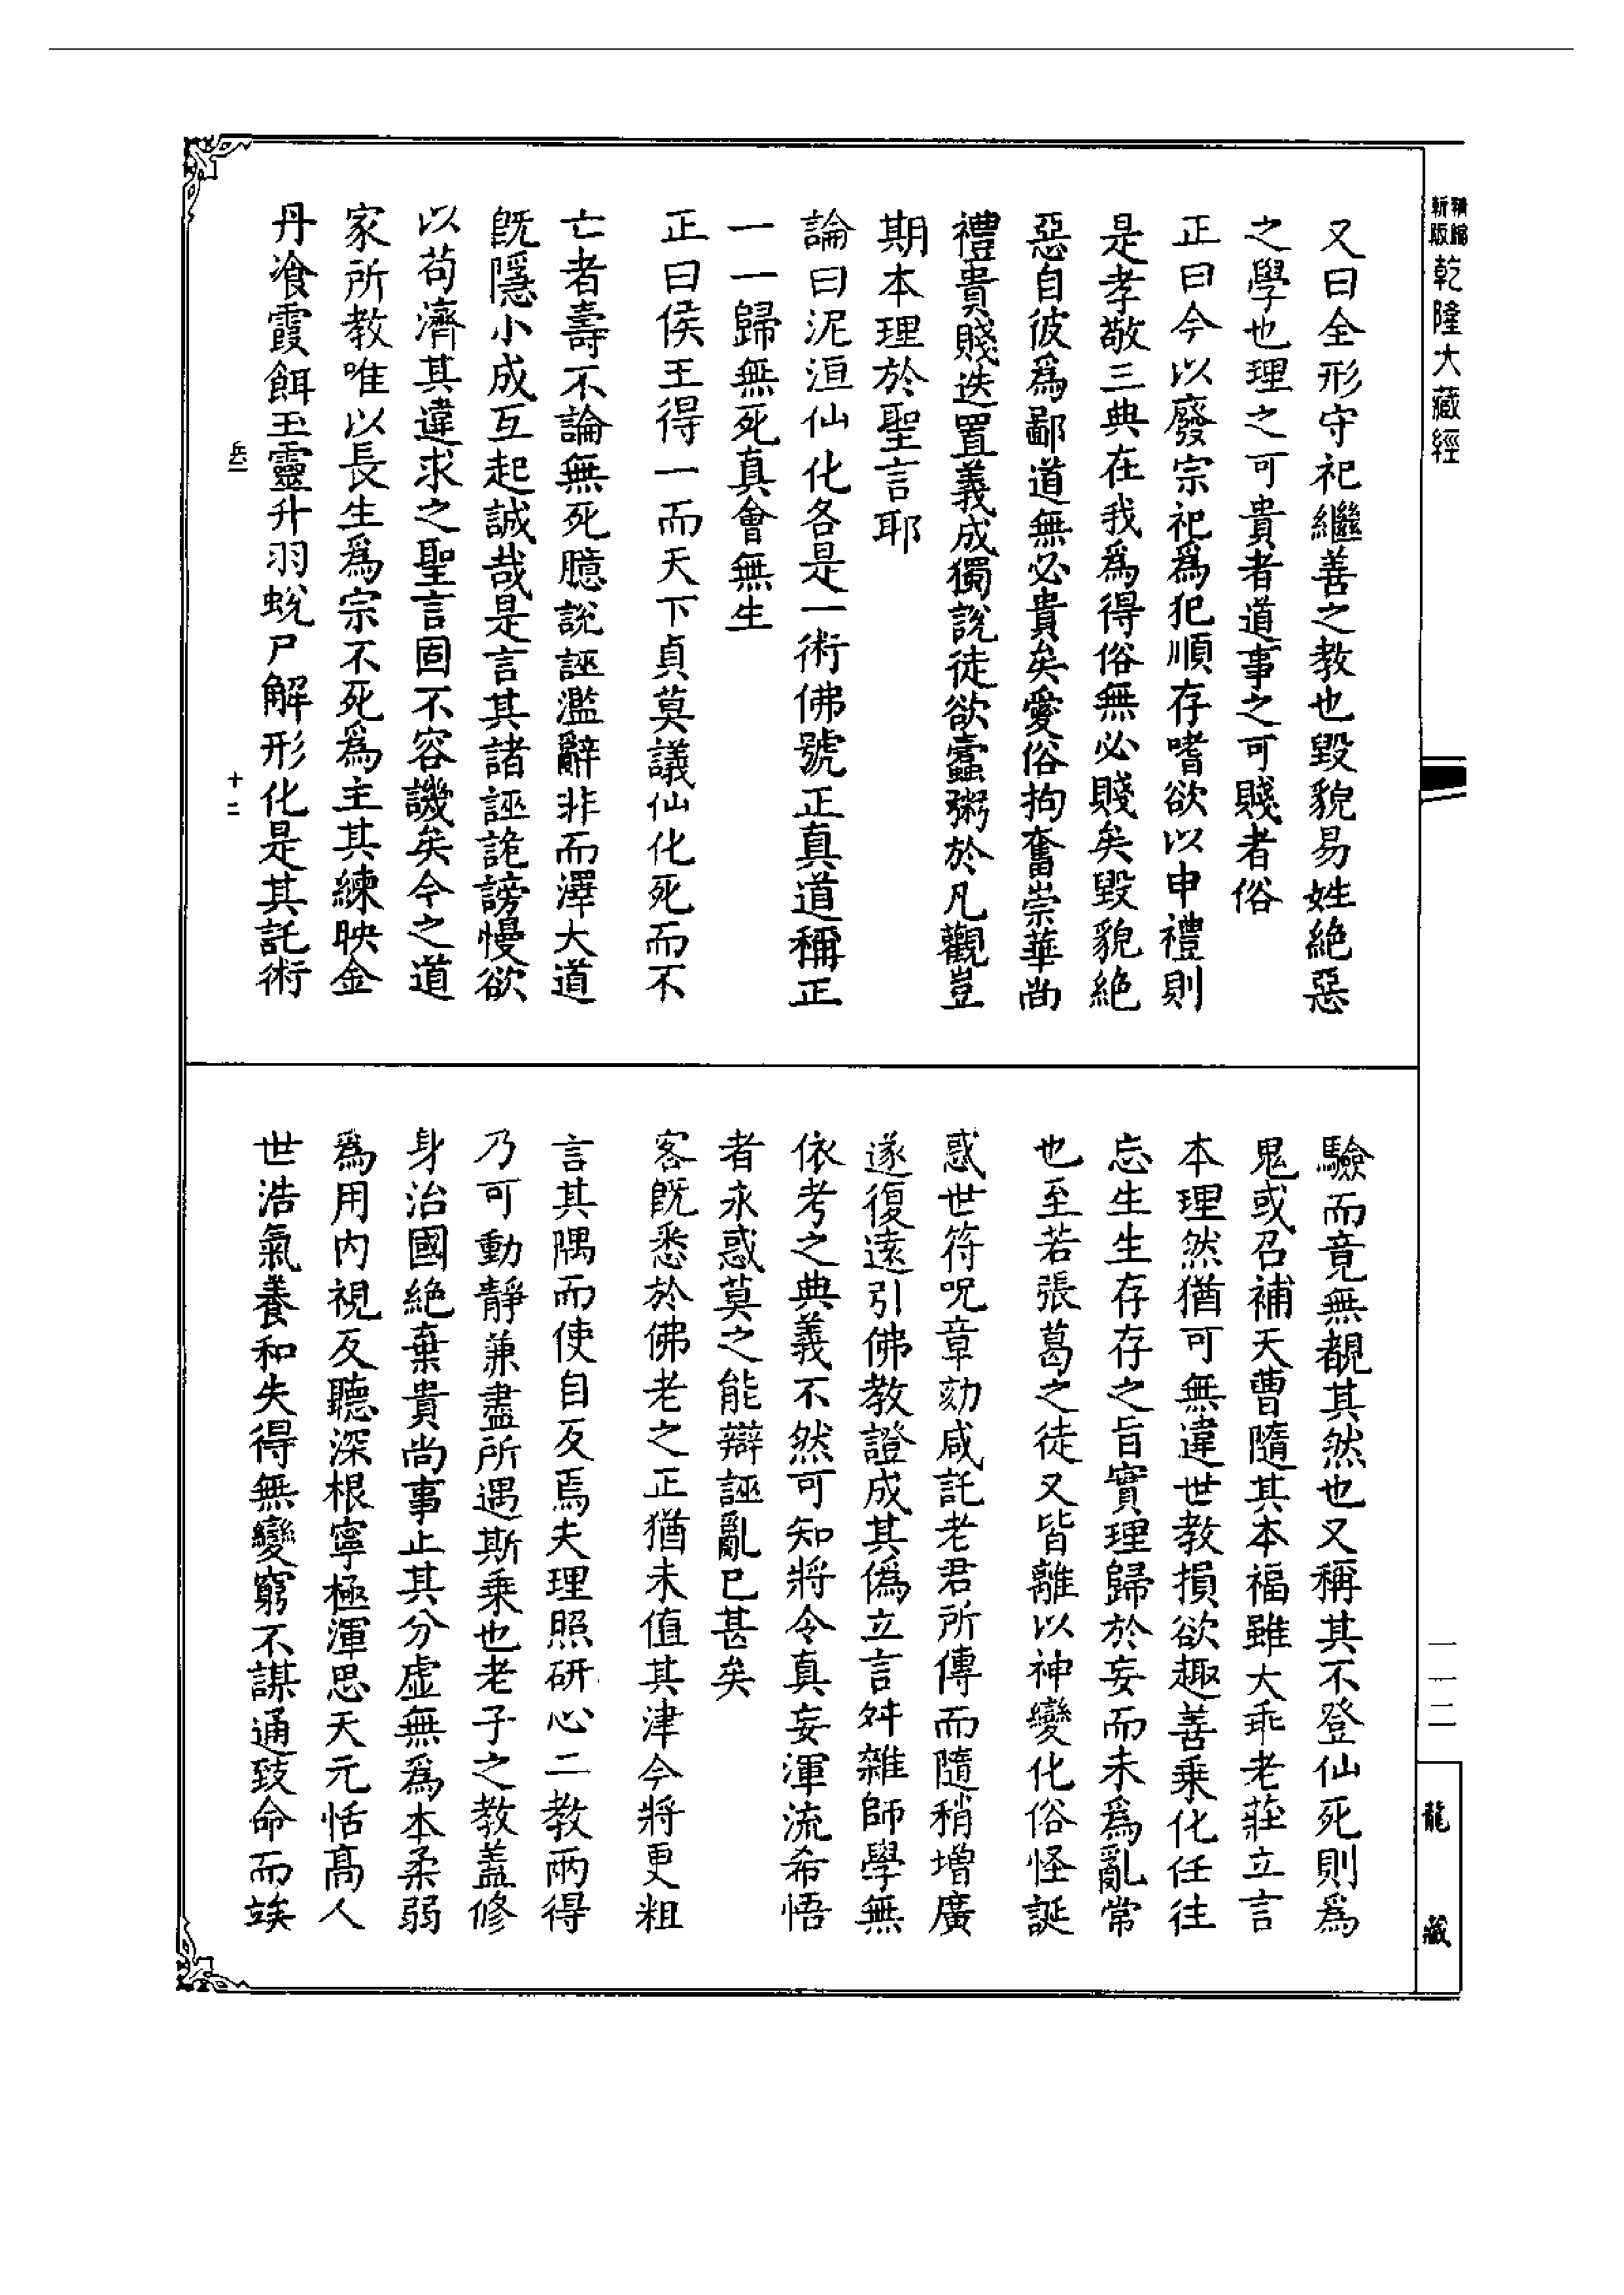 精縮
新版
乾隆大藏經
又曰全形守祀繼善之教也毀貌易姓絶惡
之學也理之可貴者道事之可賤者俗
正曰今以廢宗祀爲犯順存嗜欲以申禮則
是孝敬三典在我爲得俗無必賤矣毀貌絶
惡自彼爲鄙道無必貴矣愛俗拘奮崇華尚
禮貴賤迭置義成獨說徒欲蠧粥於凡觀豈
期本理於聖言耶
論曰泥洹仙化各是一術佛號正真道稱正
一一歸無死真會無生
正曰侯王得一而天下貞莫議仙化死而不
亡者壽不論無死臆說誣濫辭非而澤大道
旣隱小成互起誠哉是言其諸誣詭謗慢欲
以苟濟其違求之聖言固不容譏矣今之道
家所教唯以長生爲宗不死爲主其練映金
丹飡霞餌玉靈升羽蛻尸解形化是其託術
十二
驗而竟無覩其然也又稱其不登仙死則爲
鬼或召補天曹隨其本福雖大乖老莊立言
本理然猶可無違世教損欲趣善乘化任往
忘生生存存之旨實理歸於妄而未爲亂常
也至若張葛之徒又皆離以神變化俗怪誕
惑世符呪章劾咸託老君所傳而隨稍增廣
遂復遠引佛教證成其僞立言舛雜師學無
依考之典義不然可知將令真妄渾流希悟
者永惑莫之能辯誣亂已甚矣
客旣悉於佛老之正猶未值其津今將更粗
言其隅而使自反焉夫理照研心二教兩得
乃可動靜兼盡所遇斯乘也老子之教蓋修
身治國絶棄貴尚事止其分虛無爲本柔弱
爲用內視反聽深根寧極渾思天元恬高人
世浩氣養和失得無變窮不謀通致命而竢
一一二
龍藏